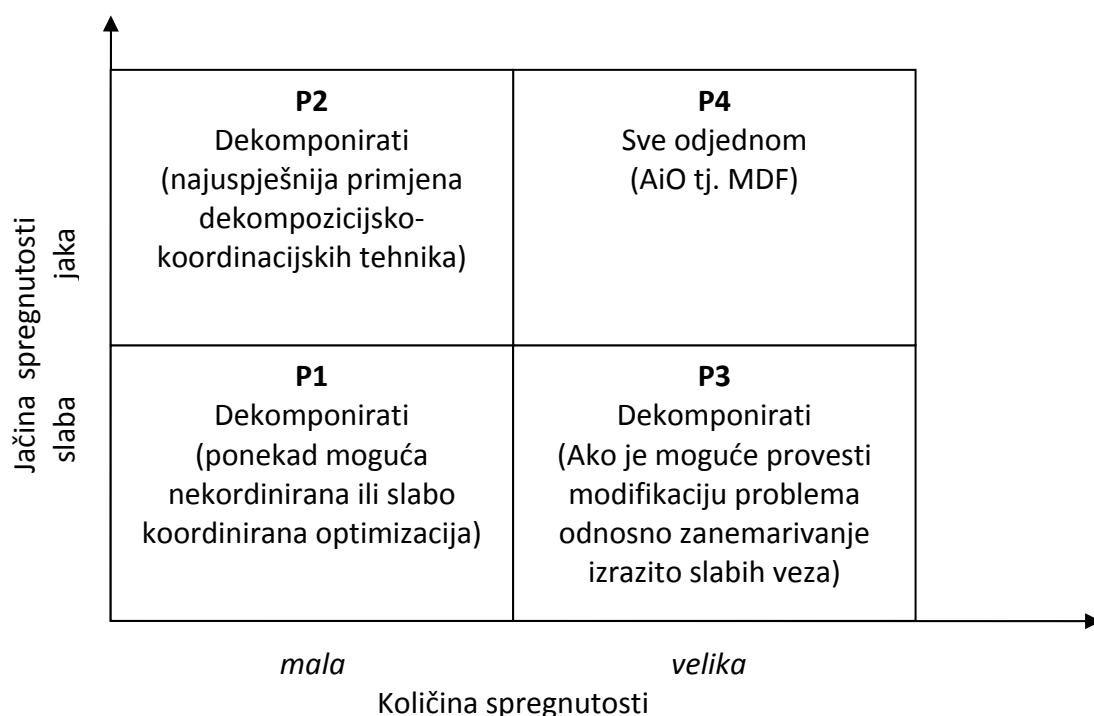 P2
Dekomponirati
(najuspješnija primjena
dekompozicijsko-
koordinacijskih tehnika)
P4
Sve odjednom
(AiO tj. MDF)
P1
Dekomponirati
(ponekad moguća
nekordinirana ili slabo
koordinirana optimizacija)
P3
Dekomponirati
(Ako je moguće provesti
modifikaciju problema
odnosno zanemarivanje
izrazito slabih veza)
Jačina spregnutosti
slaba jaka
mala velika
Količina spregnutosti